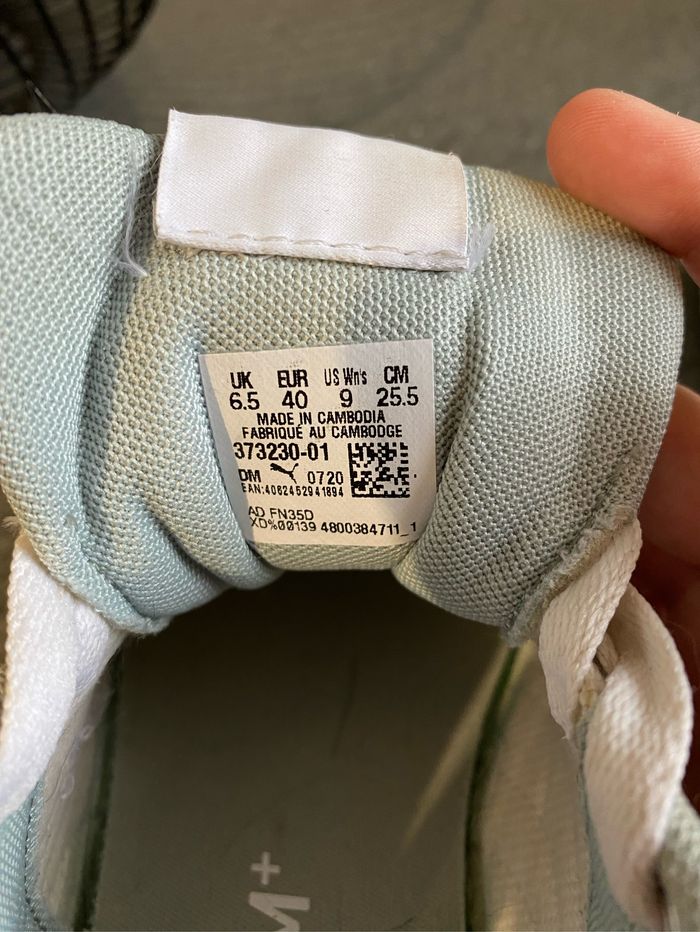 UK EUR US Wn's CM
6.5 40 9 25.5
MADE IN CAMBODIA
FABRIQUÉ AU CAMBODGE
373230-01
DM 0720
EAN:4062452941894
AD FN35D
XD%00139 4800384711_1
M+